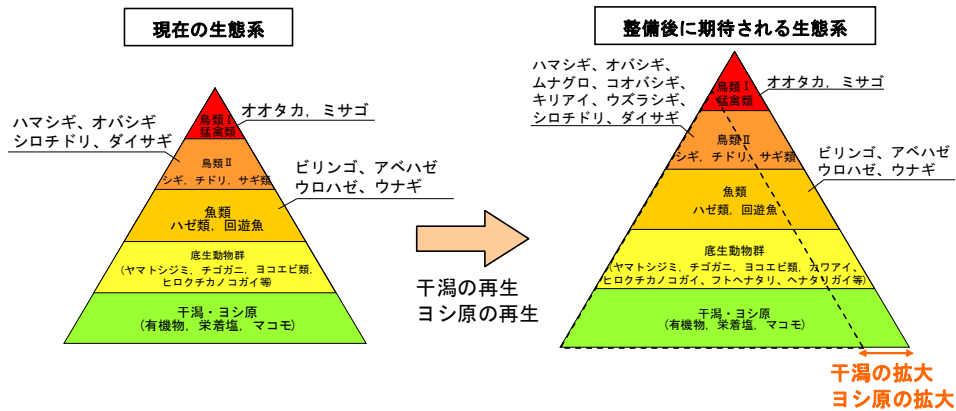 現在の生態系
オオタカ，ミサゴ
ハマシギ、オバシギ
シロチドリ、ダイサギ
鳥類Ⅰ
猛禽類
鳥類Ⅱ
シギ，チドリ，サギ類
ビリンゴ、アベハゼ
ウロハゼ、ウナギ
魚類
ハゼ類，回遊魚
底生動物群
(ヤマトシジミ，チゴガニ，ヨコエビ類，
ヒロクチカノコガイ等)
干潟・ヨシ原
(有機物，栄着塩，マコモ)
干潟の再生
ヨシ原の再生
整備後に期待される生態系
ハマシギ、オバシギ、
ムナグロ、コオバシギ、
キリアイ、ウズラシギ、
シロチドリ、ダイサギ
オオタカ，ミサゴ
鳥類Ⅰ
猛禽類
鳥類Ⅱ
シギ，チドリ，サギ類
ビリンゴ、アベハゼ
ウロハゼ、ウナギ
魚類
ハゼ類，回遊魚
底生動物群
(ヤマトシジミ，チゴガニ，ヨコエビ類，カワアイ、
ヒロクチカノコガイ、フトヘナタリ、ヘナタリガイ等)
干潟・ヨシ原
(有機物，栄着塩，マコモ)
干潟の拡大
ヨシ原の拡大